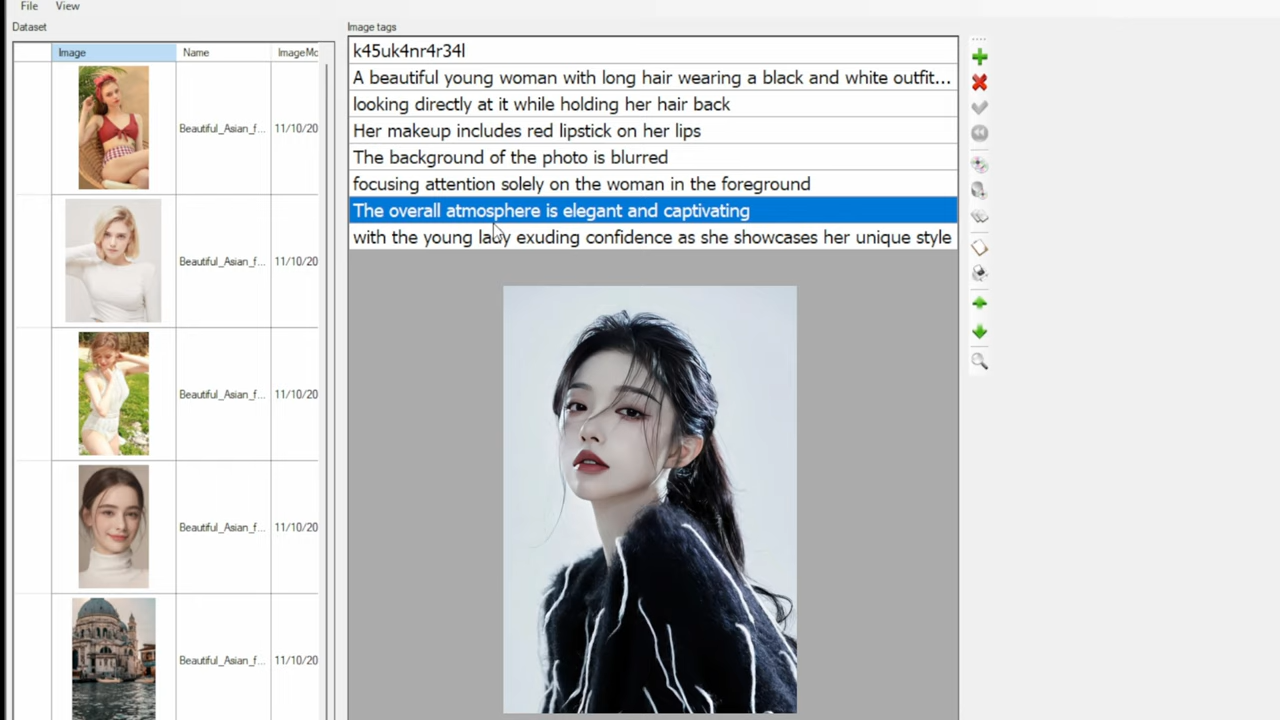 File View
Dataset
Image tags
Image Name ImageMo
k45uk4nr4r34l
A beautiful young woman with long hair wearing a black and white outfit...
looking directly at it while holding her hair back
Her makeup includes red lipstick on her lips
The background of the photo is blurred
focusing attention solely on the woman in the foreground
The overall atmosphere is elegant and captivating
with the young lady exuding confidence as she showcases her unique style
Beautiful_Asian_f... 11/10/20
Beautiful_Asian_f... 11/10/20
Beautiful_Asian_f... 11/10/20
Beautiful_Asian_f... 11/10/20
Beautiful_Asian_f... 11/10/20